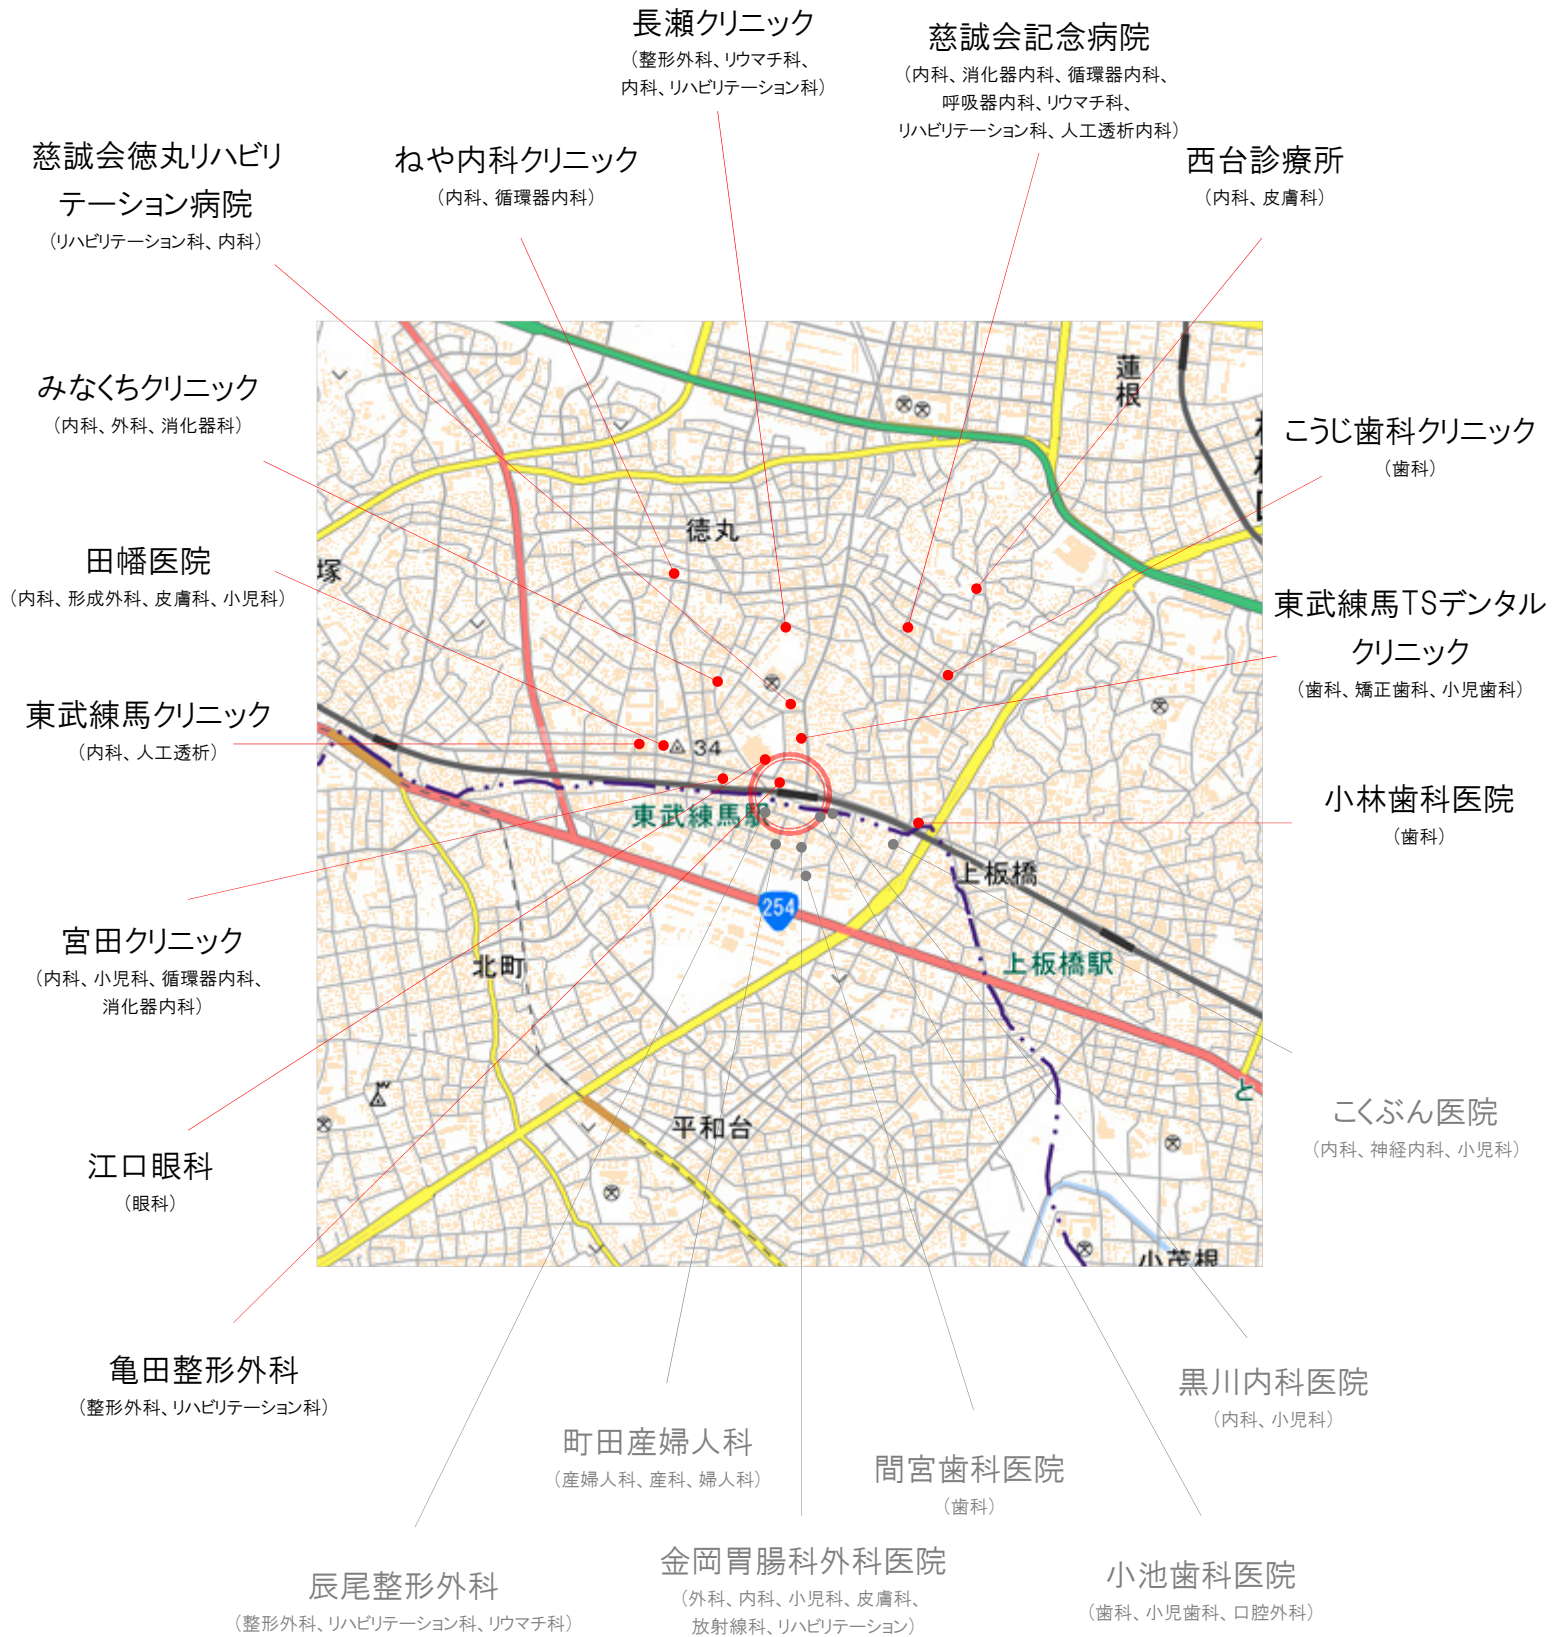 長瀬クリニック
（整形外科、リウマチ科、
内科、リハビリテーション科）
慈誠会記念病院
（内科、消化器内科、循環器内科、
呼吸器内科、リウマチ科、
リハビリテーション科、人工透析内科）
慈誠会徳丸リハビリ
テーション病院
（リハビリテーション科、内科）
ねや内科クリニック
（内科、循環器内科）
西台診療所
（内科、皮膚科）
みなくちクリニック
（内科、外科、消化器科）
こうじ歯科クリニック
（歯科）
田幡医院
（内科、形成外科、皮膚科、小児科）
東武練馬TSデンタル
クリニック
（歯科、矯正歯科、小児歯科）
東武練馬クリニック
（内科、人工透析）
小林歯科医院
（歯科）
宮田クリニック
（内科、小児科、循環器内科、
消化器内科）
江口眼科
（眼科）
亀田整形外科
（整形外科、リハビリテーション科）
蓮根
徳丸
塚
34
東武練馬駅
上板橋
254
上板橋駅
北町
と
平和台
小茂根
こくぶん医院
（内科、神経内科、小児科）
黒川内科医院
（内科、小児科）
町田産婦人科
（産婦人科、産科、婦人科）
間宮歯科医院
（歯科）
辰尾整形外科
（整形外科、リハビリテーション科、リウマチ科）
金岡胃腸科外科医院
（外科、内科、小児科、皮膚科、
放射線科、リハビリテーション）
小池歯科医院
（歯科、小児歯科、口腔外科）